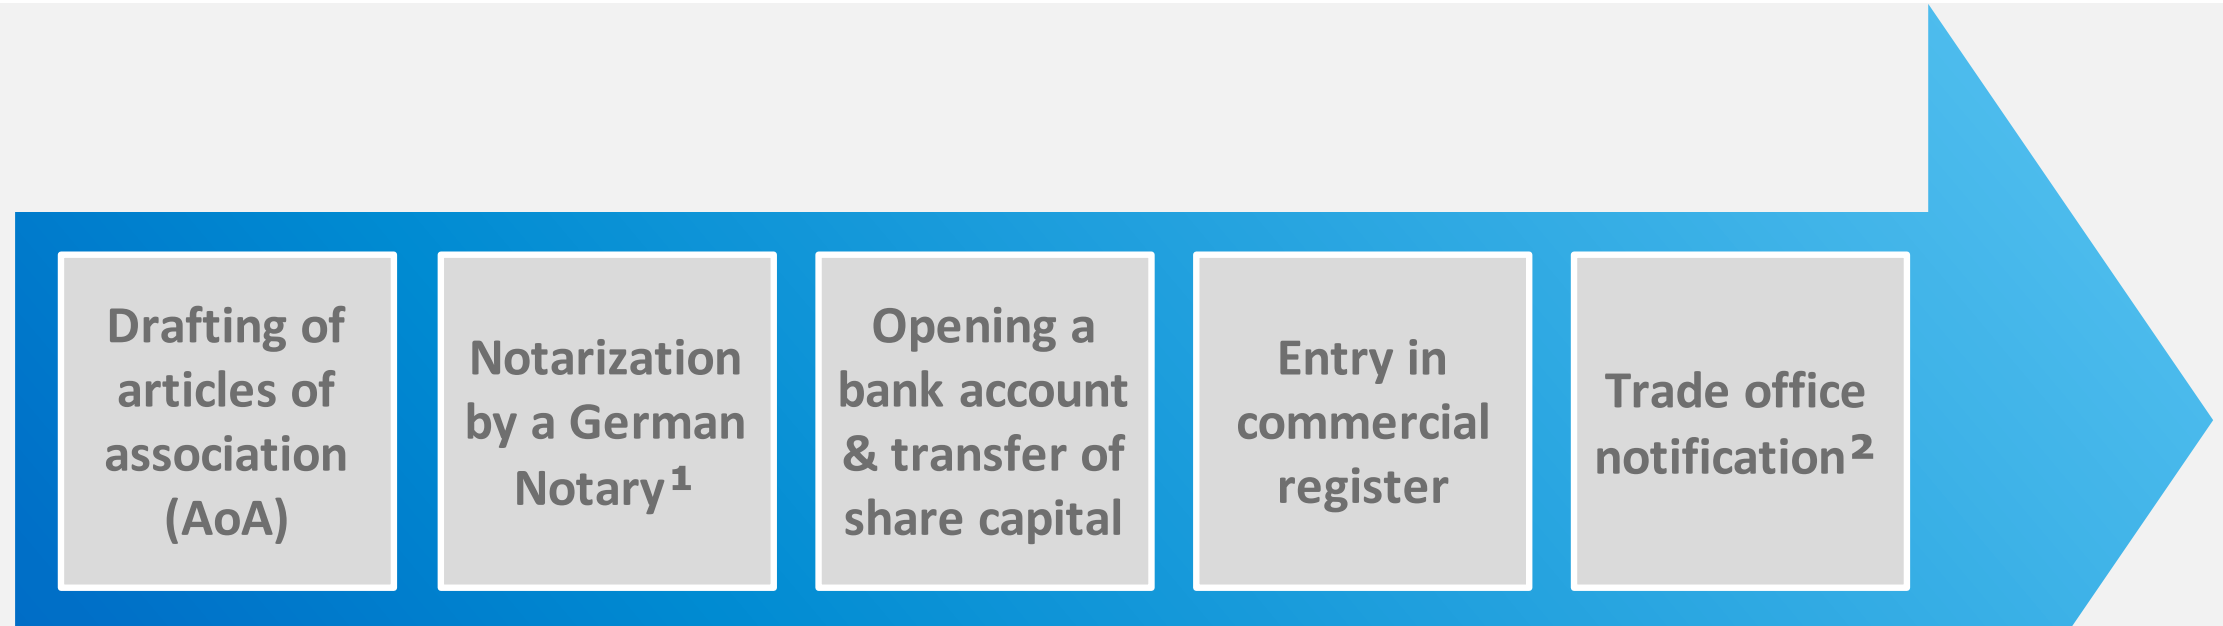 Drafting of
articles of
association
(AoA)
Notarization
by a German
Notary¹
Opening a
bank account
& transfer of
share capital
Entry in
commercial
register
Trade office
notification²